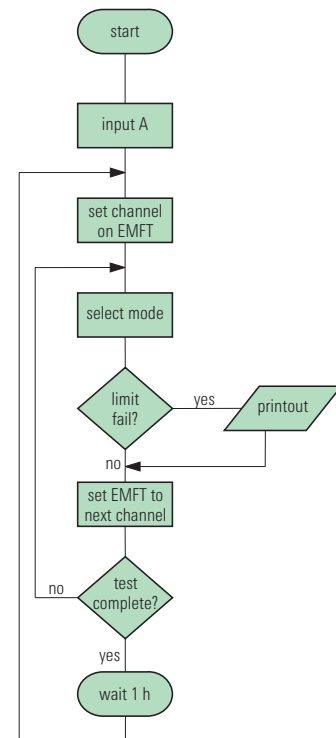 start
input A
set channel
on EMFT
select mode
limit
fail?
yes
printout
no
set EMFT to
next channel
test
complete?
no
yes
wait 1 h